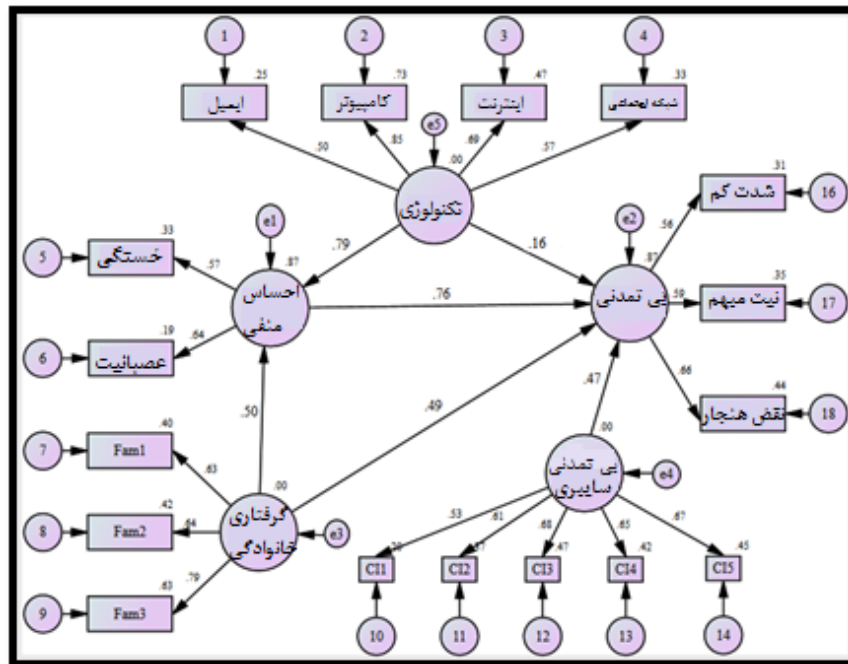 1
2
3
4
.25
.73
.47
.33
ایمیل
کامپیوتر
اینترنت
شبکه اجتماعی
e5
.50
.85
.69
.57
.00
تکنولوژی
.31
شدت کم
16
5
.33
خستگی
.57
e1
.87
احساس
منفی
.79
.16
e2
.56
.87
بی تمدنی
.59
.35
نیت مبهم
17
.76
6
.19
عصبانیت
.64
.66
.44
نقض هنجار
18
.50
.49
.47
7
.40
Fam1
.63
.00
گرفتاری
خانوادگی
e3
.00
بی تمدنی
سایبری
e4
8
.42
Fam2
.64
9
.63
Fam3
.79
.53
.61
.68
.65
.67
CI1
CI2
.37
CI3
.47
CI4
.42
CI5
.45
10
11
12
13
14